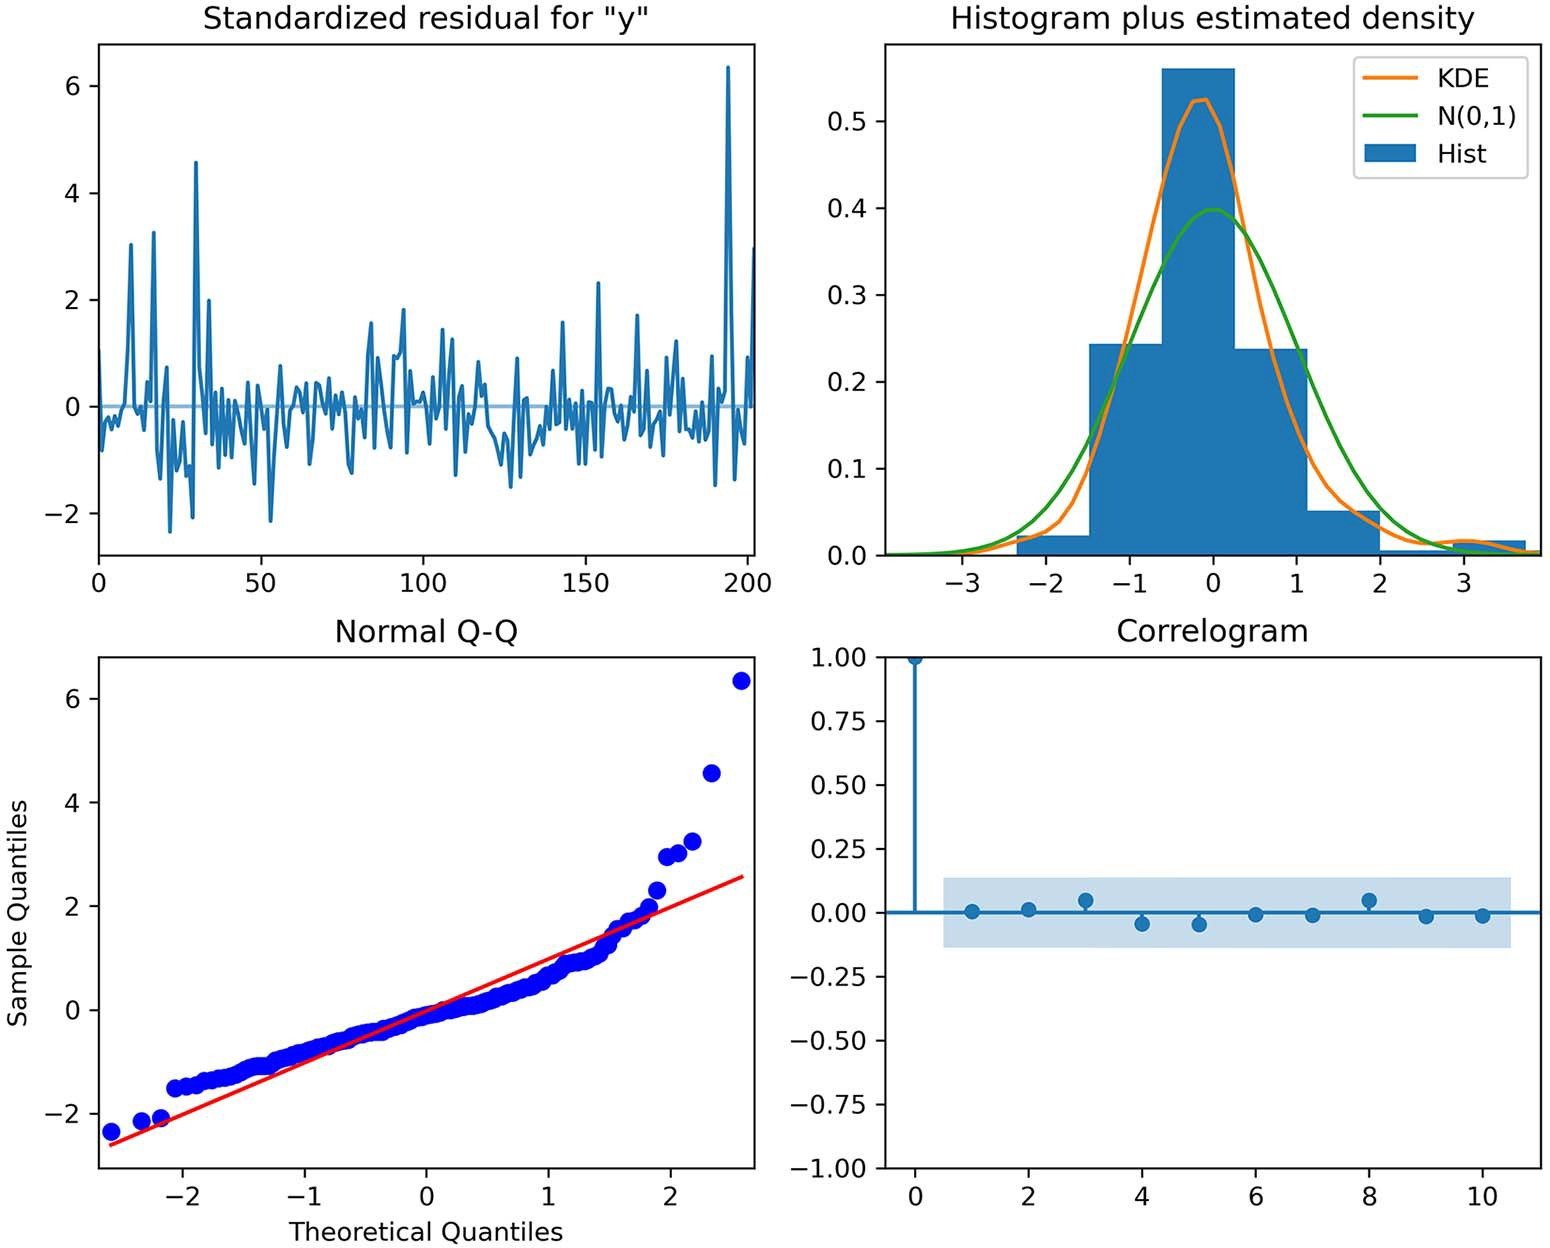 Standardized residual for "y"
6
4
2
0
−2
0 50 100 150 200
Histogram plus estimated density
KDE
N(0,1)
Hist
0.5
0.4
0.3
0.2
0.1
0.0
−3 −2 −1 0 1 2 3
Normal Q-Q
Sample Quantiles
6
4
2
0
−2
−2 −1 0 1 2
Theoretical Quantiles
Correlogram
1.00
0.75
0.50
0.25
0.00
−0.25
−0.50
−0.75
−1.00
0 2 4 6 8 10